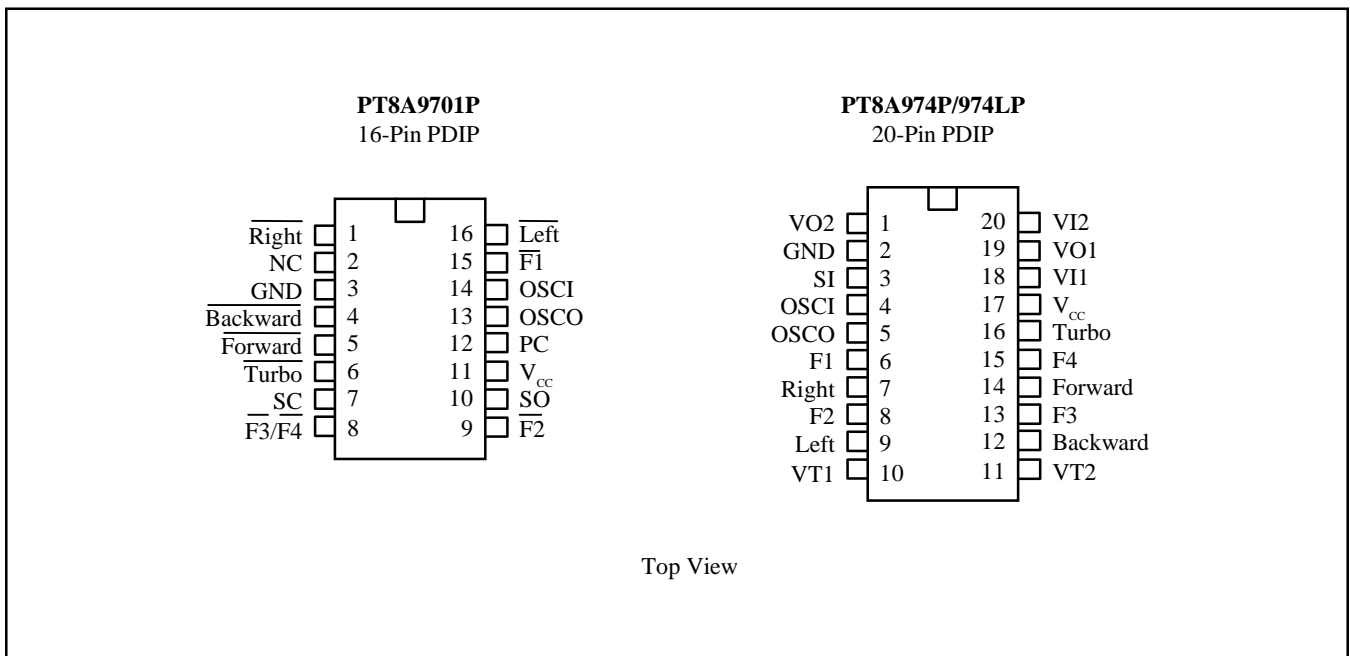 PT8A9701P
16-Pin PDIP
Right 1 16 Left
NC 2 15 F1
GND 3 14 OSCI
Backward 4 13 OSCO
Forward 5 12 PC
Turbo 6 11 VCC
SC 7 10 SO
F3/F4 8 9 F2
PT8A974P/974LP
20-Pin PDIP
VO2 1 20 VI2
GND 2 19 VO1
SI 3 18 VI1
OSCI 4 17 VCC
OSCO 5 16 Turbo
F1 6 15 F4
Right 7 14 Forward
F2 8 13 F3
Left 9 12 Backward
VT1 10 11 VT2
Top View